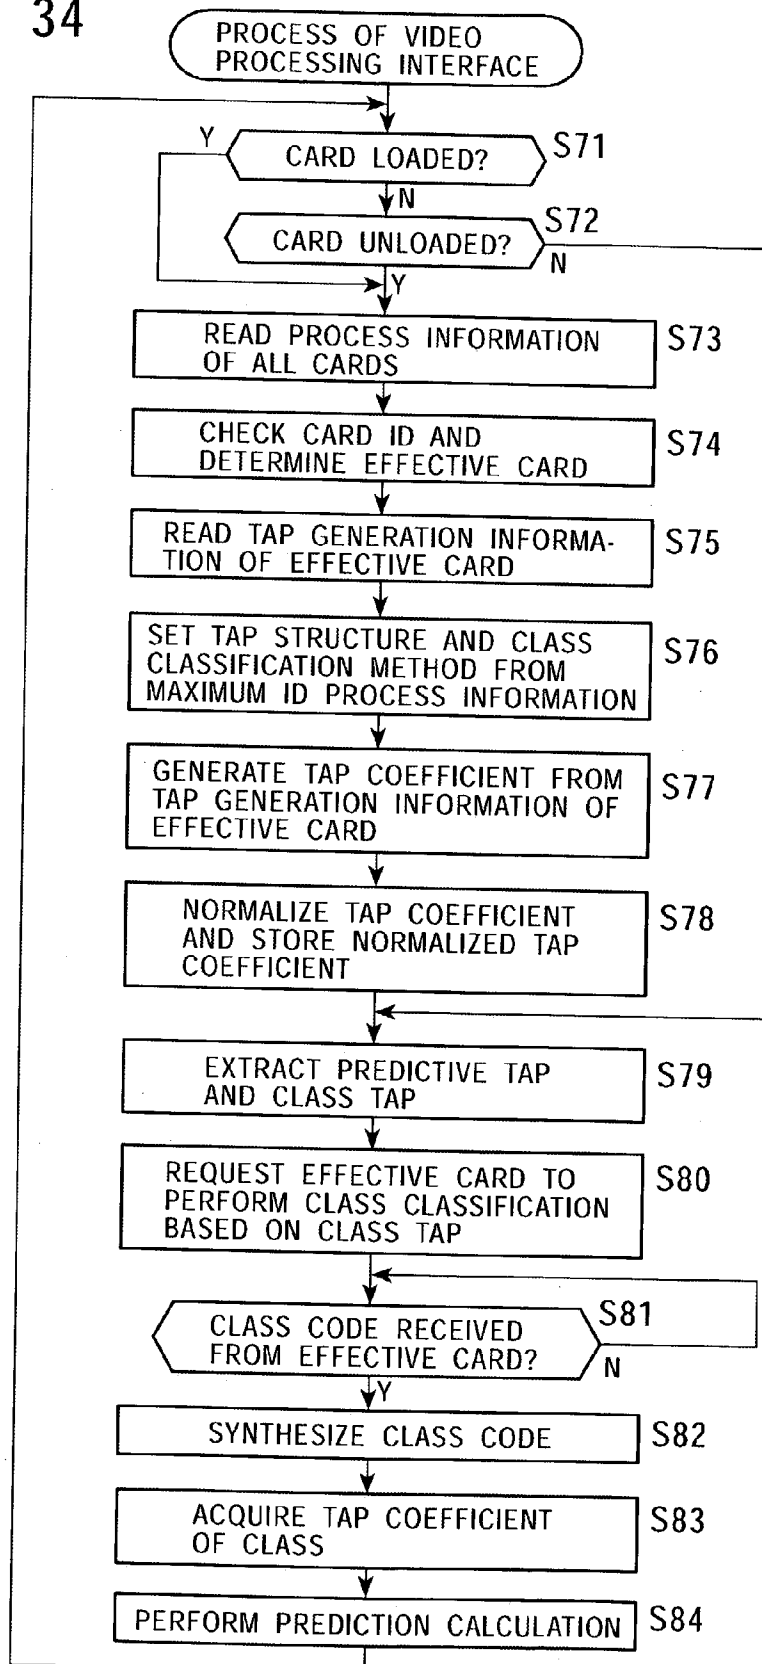 34
PROCESS OF VIDEO
PROCESSING INTERFACE
Y
CARD LOADED?
S71
N
S72
CARD UNLOADED?
N
Y
READ PROCESS INFORMATION
OF ALL CARDS
S73
CHECK CARD ID AND
DETERMINE EFFECTIVE CARD
S74
READ TAP GENERATION INFORMA-
TION OF EFFECTIVE CARD
S75
SET TAP STRUCTURE AND CLASS
CLASSIFICATION METHOD FROM
MAXIMUM ID PROCESS INFORMATION
S76
GENERATE TAP COEFFICIENT FROM
TAP GENERATION INFORMATION OF
EFFECTIVE CARD
S77
NORMALIZE TAP COEFFICIENT
AND STORE NORMALIZED TAP
COEFFICIENT
S78
EXTRACT PREDICTIVE TAP
AND CLASS TAP
S79
REQUEST EFFECTIVE CARD TO
PERFORM CLASS CLASSIFICATION
BASED ON CLASS TAP
S80
CLASS CODE RECEIVED
FROM EFFECTIVE CARD?
S81
N
Y
SYNTHESIZE CLASS CODE
S82
ACQUIRE TAP COEFFICIENT
OF CLASS
S83
PERFORM PREDICTION CALCULATION
S84